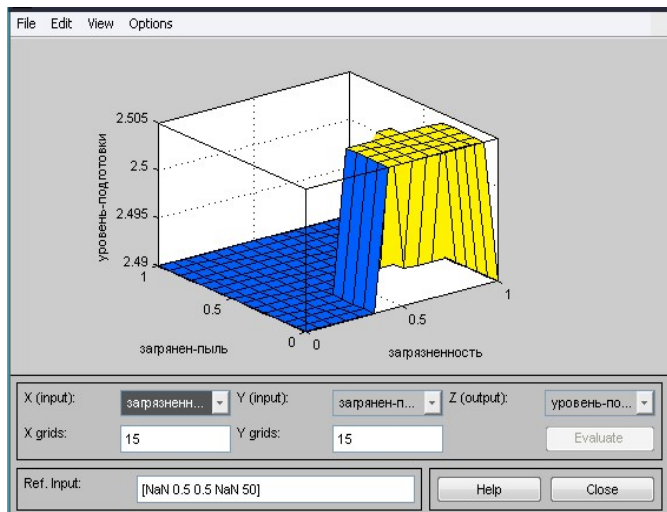 File Edit View Options
2.505
2.5
2.495
2.49
уровень-подготовки
1
0.5
0
0
0.5
1
загрянен-пыль
загрязненность
X (input): загрязненн... Y (input): загрянен-п... Z (output): уровень-по...
X grids: 15 Y grids: 15 Evaluate
Ref. Input: [NaN 0.5 0.5 NaN 50] Help Close